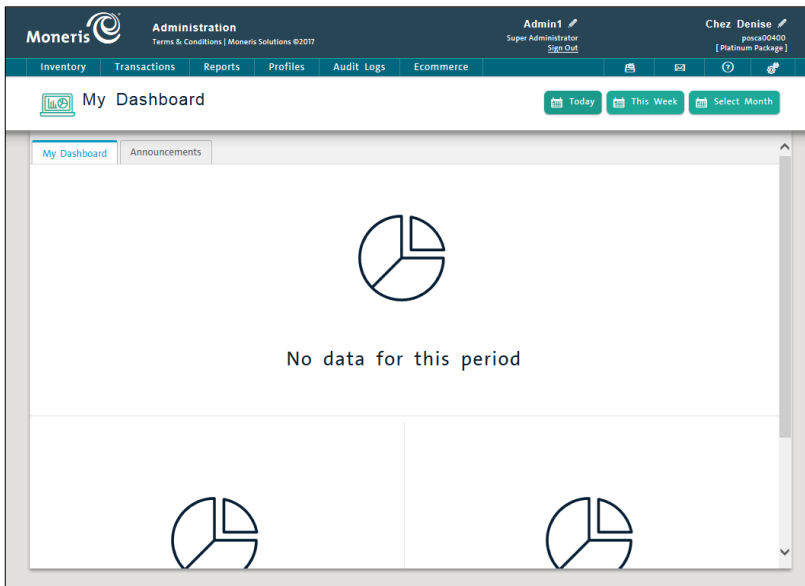 Moneris
Administration
Terms & Conditions | Moneris Solutions ©2017
Admin1
Super Administrator
Sign Out
Chez Denise
posca00400
[ Platinum Package ]
Inventory Transactions Reports Profiles Audit Logs Ecommerce
My Dashboard
Today This Week Select Month
My Dashboard Announcements
No data for this period